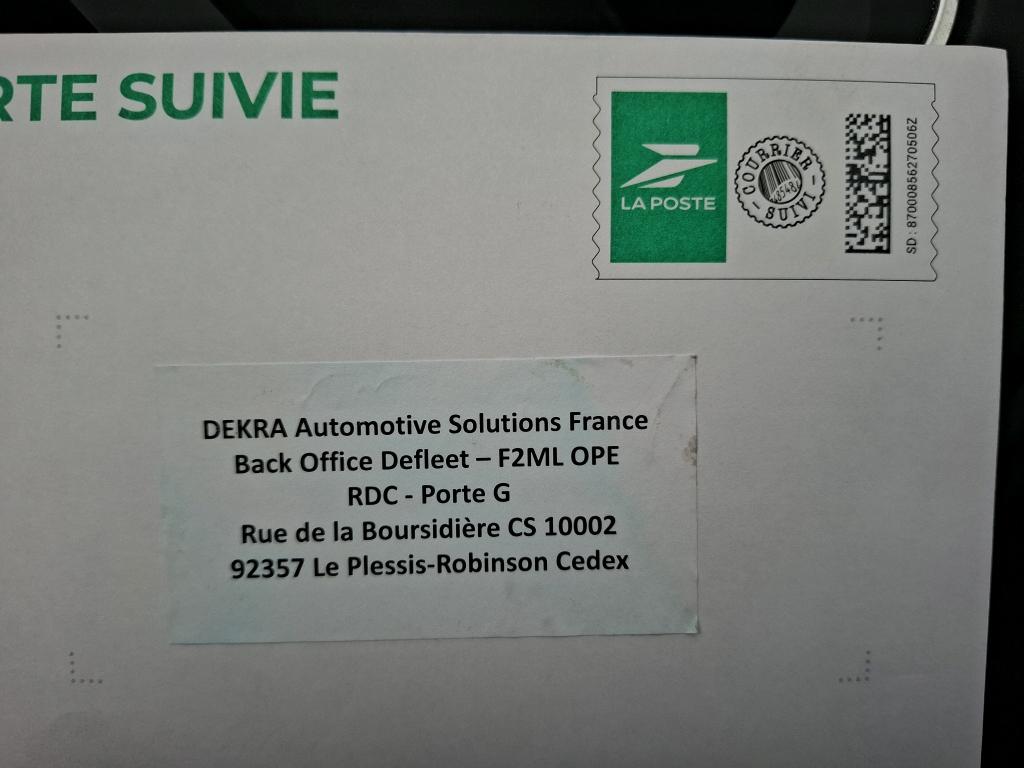 RTE SUIVIE
LA POSTE
COURRIER
SUIVI
SD : 87000856270506Z
DEKRA Automotive Solutions France
Back Office Defleet – F2ML OPE
RDC - Porte G
Rue de la Boursidière CS 10002
92357 Le Plessis-Robinson Cedex